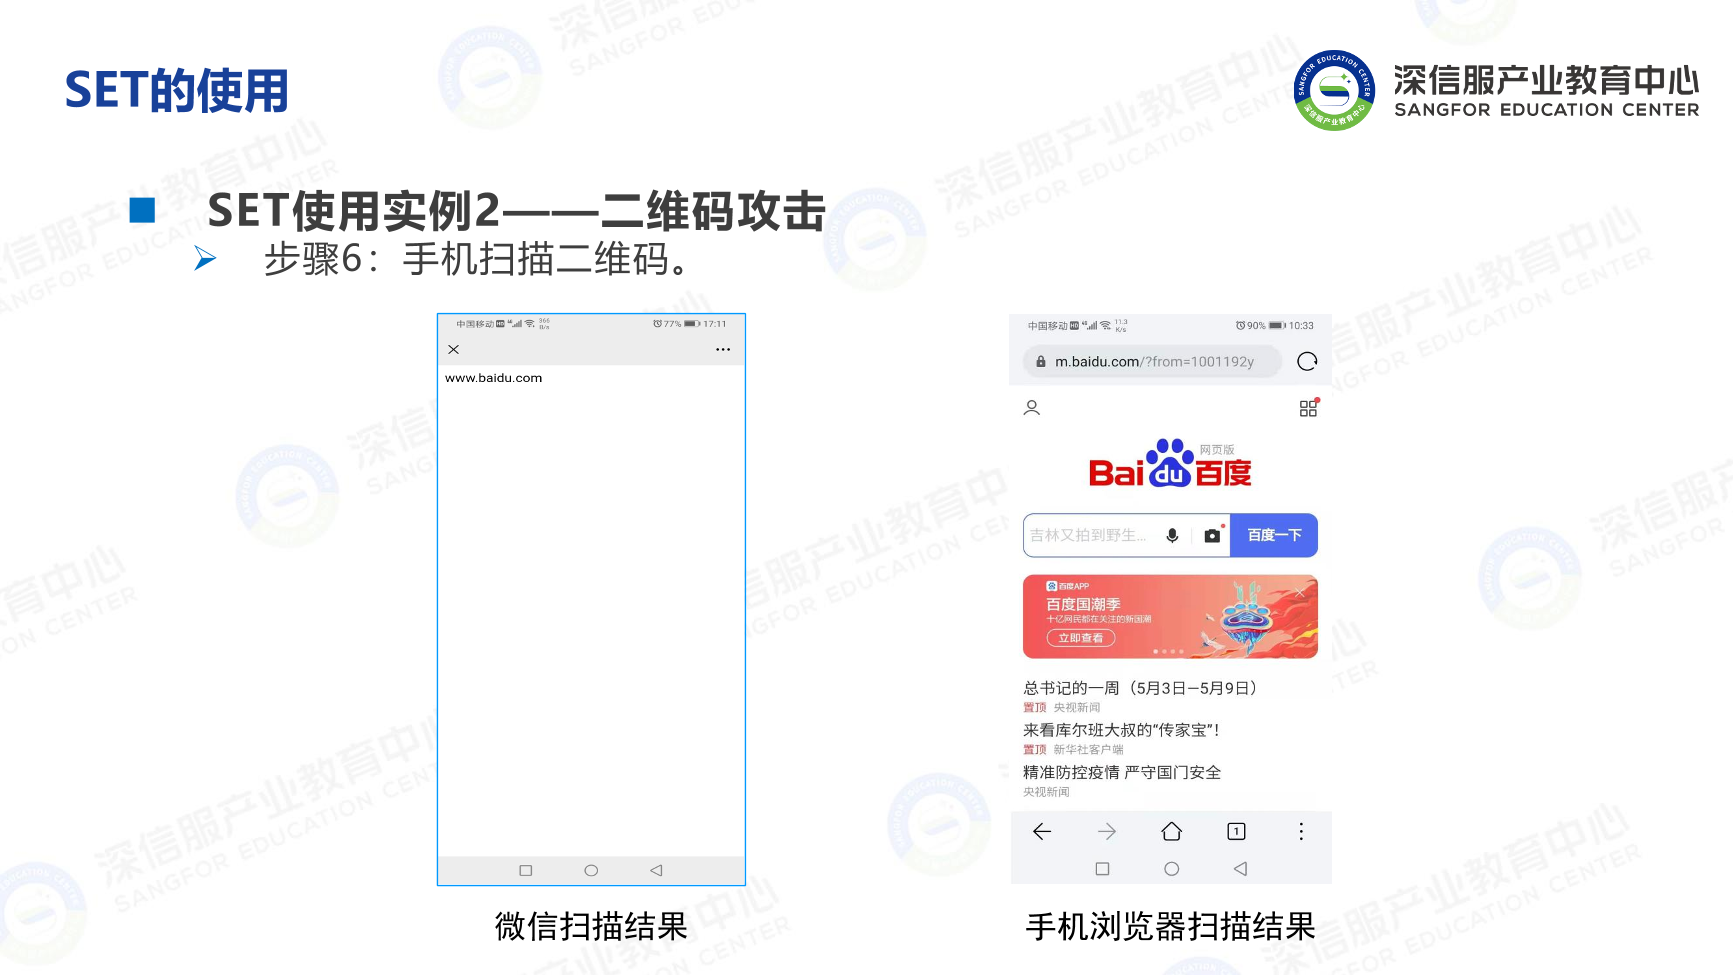 SET的使用
深信服产业教育中心
SANGFOR EDUCATION CENTER
SET使用实例2——二维码攻击
步骤6：手机扫描二维码。
中国移动 HD 4G 366 B/s 77% 17:11
www.baidu.com
微信扫描结果
中国移动 HD 4G 11.3 K/s 90% 10:33
m.baidu.com/?from=1001192y
Bai du 百度 网页版
吉林又拍到野生... 百度一下
百度APP
百度国潮季
十亿网民都在关注的新国潮
立即查看
总书记的一周（5月3日—5月9日）
置顶 央视新闻
来看库尔班大叔的“传家宝”！
置顶 新华社客户端
精准防控疫情 严守国门安全
央视新闻
1
手机浏览器扫描结果